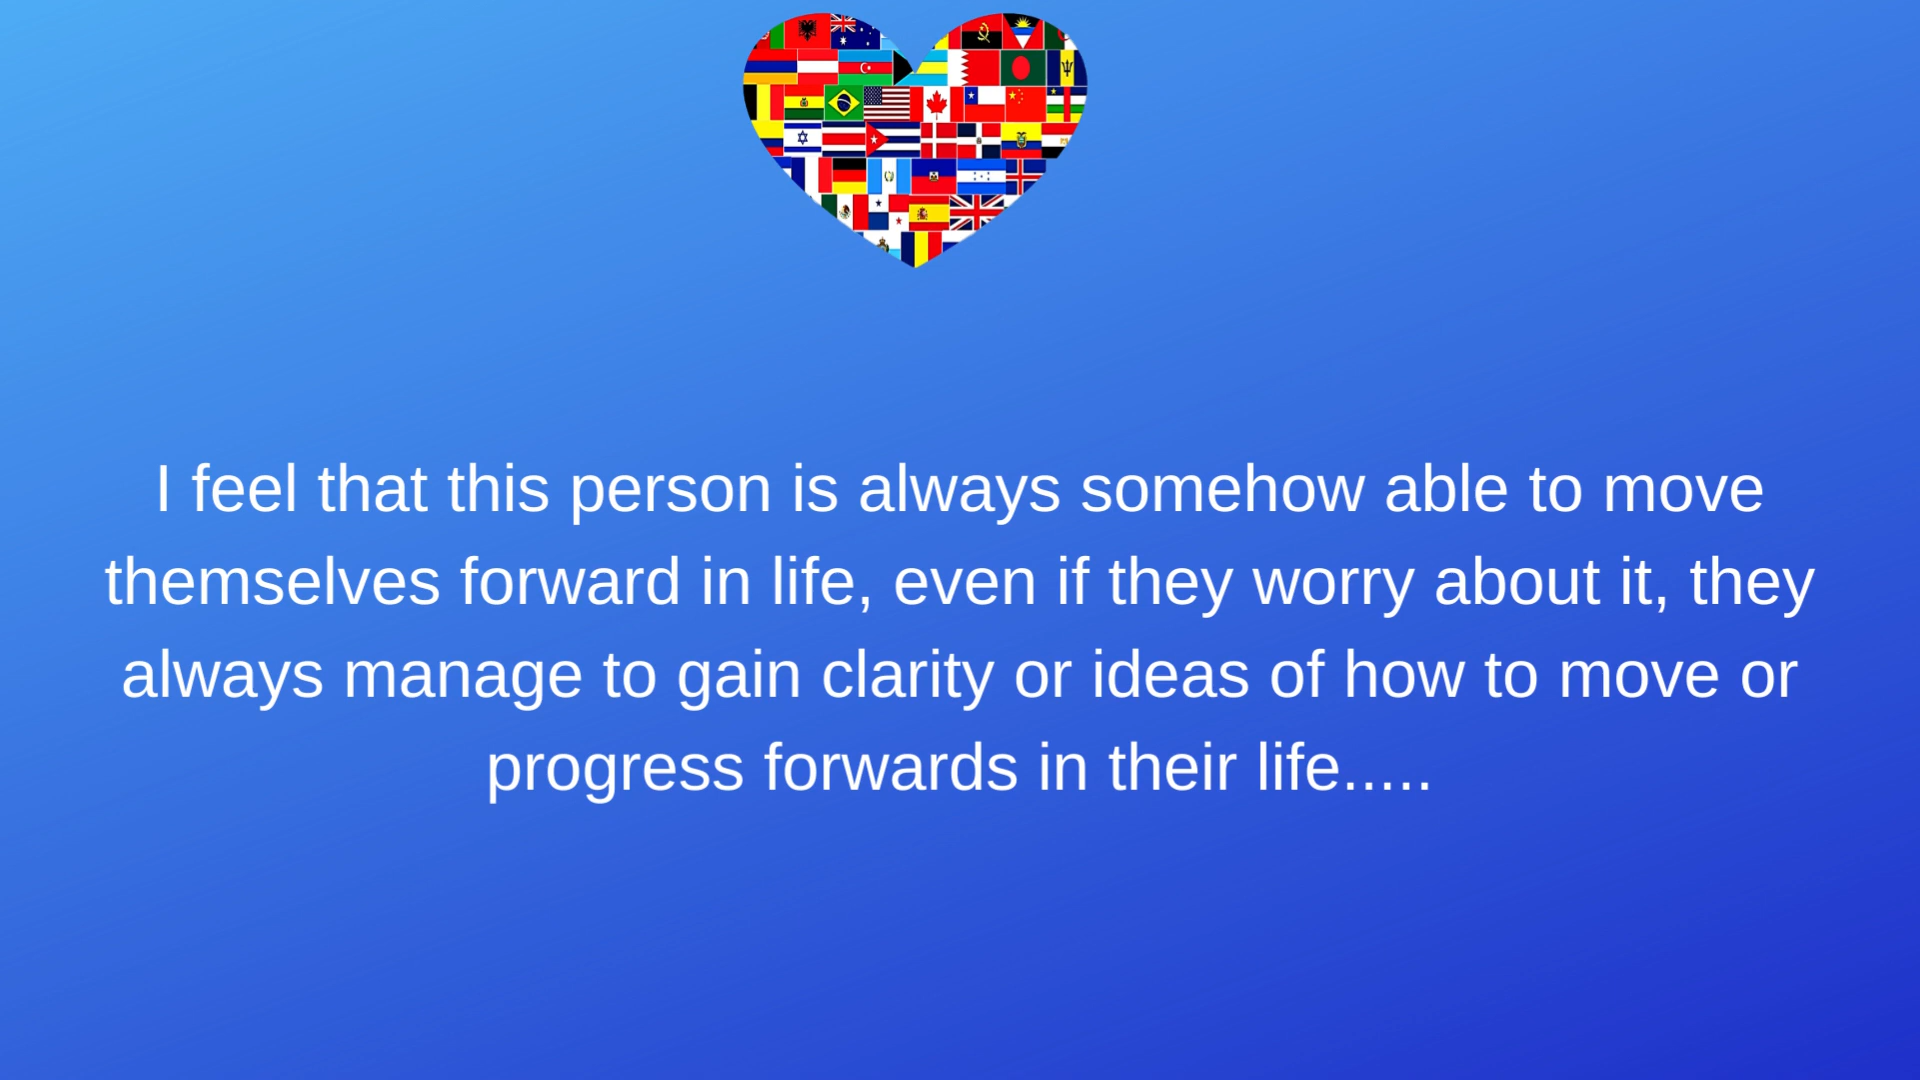 I feel that this person is always somehow able to move
themselves forward in life, even if they worry about it, they
always manage to gain clarity or ideas of how to move or
progress forwards in their life.....